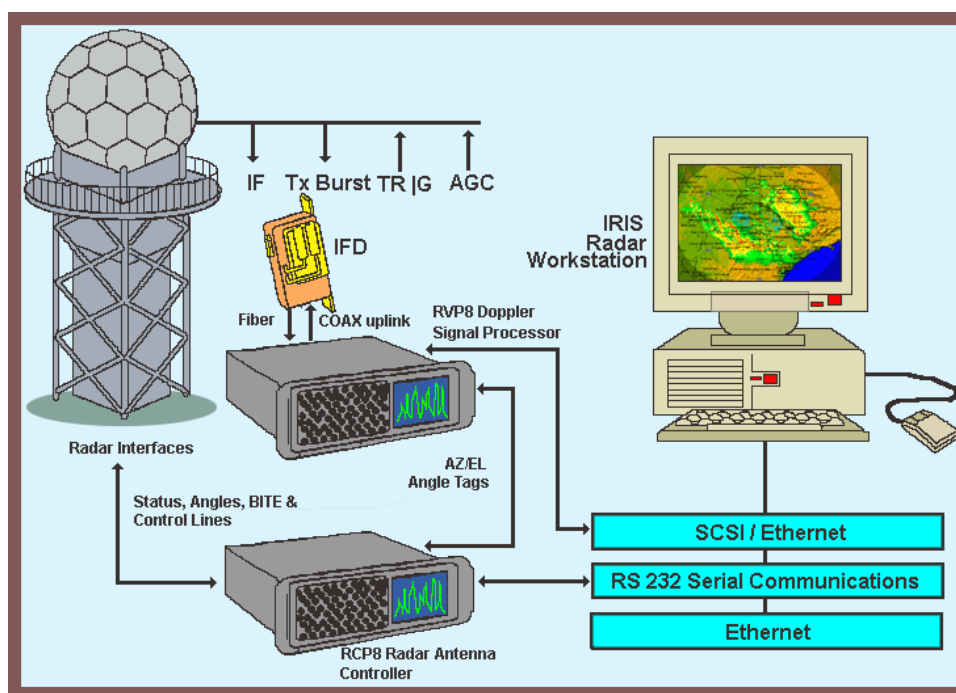 IF
Tx Burst
TR |G
AGC
IFD
IRIS
Radar
Workstation
Fiber
COAX uplink
RVP8 Doppler
Signal Processor
Radar Interfaces
AZ/EL
Angle Tags
Status, Angles, BITE &
Control Lines
SCSI / Ethernet
RS 232 Serial Communications
Ethernet
RCP8 Radar Antenna
Controller